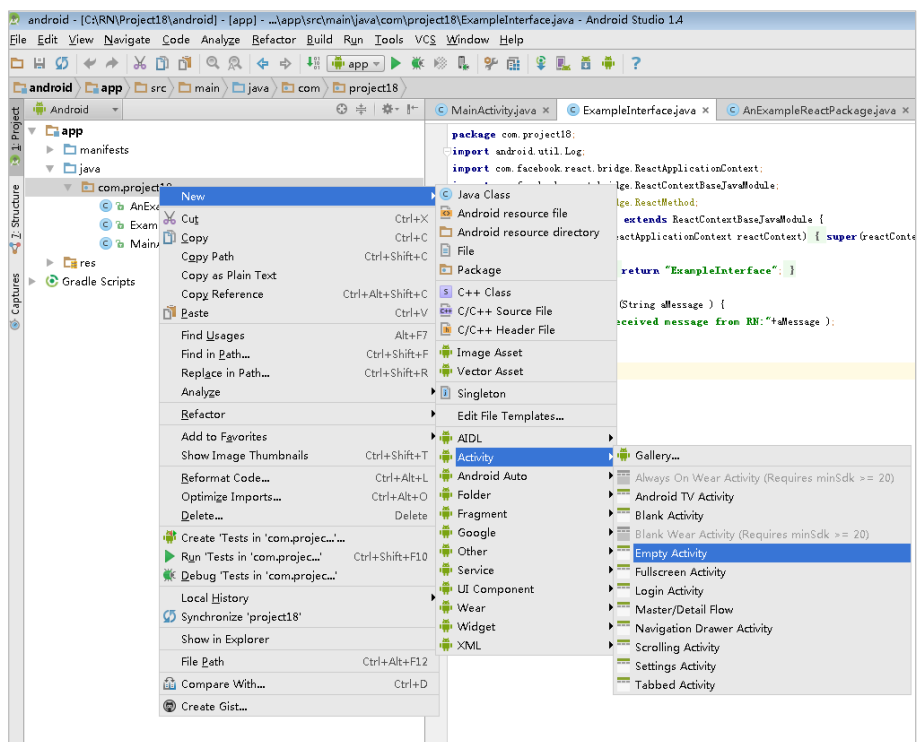 android - [C:\RN\Project18\android] - [app] - ...\app\src\main\java\com\project18\ExampleInterface.java - Android Studio 1.4
File Edit View Navigate Code Analyze Refactor Build Run Tools VCS Window Help
app
android app src main java com project18
Android
MainActivity.java × ExampleInterface.java × AnExampleReactPackage.java ×
1: Project
7: Structure
Captures
app
manifests
java
com.project18
AnExa
Exam
MainA
res
Gradle Scripts
package com.project18;
import android.util.Log;
import com.facebook.react.bridge.ReactApplicationContext;
dge.ReactContextBaseJavaModule;
dge.ReactMethod;
extends ReactContextBaseJavaModule {
eactApplicationContext reactContext) { super(reactConte
return "ExampleInterface"; }
(String aMessage ) {
eceived message from RN:"+aMessage );
New
Cut Ctrl+X
Copy Ctrl+C
Copy Path Ctrl+Shift+C
Copy as Plain Text
Copy Reference Ctrl+Alt+Shift+C
Paste Ctrl+V
Find Usages Alt+F7
Find in Path... Ctrl+Shift+F
Replace in Path... Ctrl+Shift+R
Analyze
Refactor
Add to Favorites
Show Image Thumbnails Ctrl+Shift+T
Reformat Code... Ctrl+Alt+L
Optimize Imports... Ctrl+Alt+O
Delete... Delete
Create 'Tests in 'com.projec...'...
Run 'Tests in 'com.projec...' Ctrl+Shift+F10
Debug 'Tests in 'com.projec...'
Local History
Synchronize 'project18'
Show in Explorer
File Path Ctrl+Alt+F12
Compare With... Ctrl+D
Create Gist...
Java Class
Android resource file
Android resource directory
File
Package
C++ Class
C/C++ Source File
C/C++ Header File
Image Asset
Vector Asset
Singleton
Edit File Templates...
AIDL
Activity
Android Auto
Folder
Fragment
Google
Other
Service
UI Component
Wear
Widget
XML
Gallery...
Always On Wear Activity (Requires minSdk >= 20)
Android TV Activity
Blank Activity
Blank Wear Activity (Requires minSdk >= 20)
Empty Activity
Fullscreen Activity
Login Activity
Master/Detail Flow
Navigation Drawer Activity
Scrolling Activity
Settings Activity
Tabbed Activity